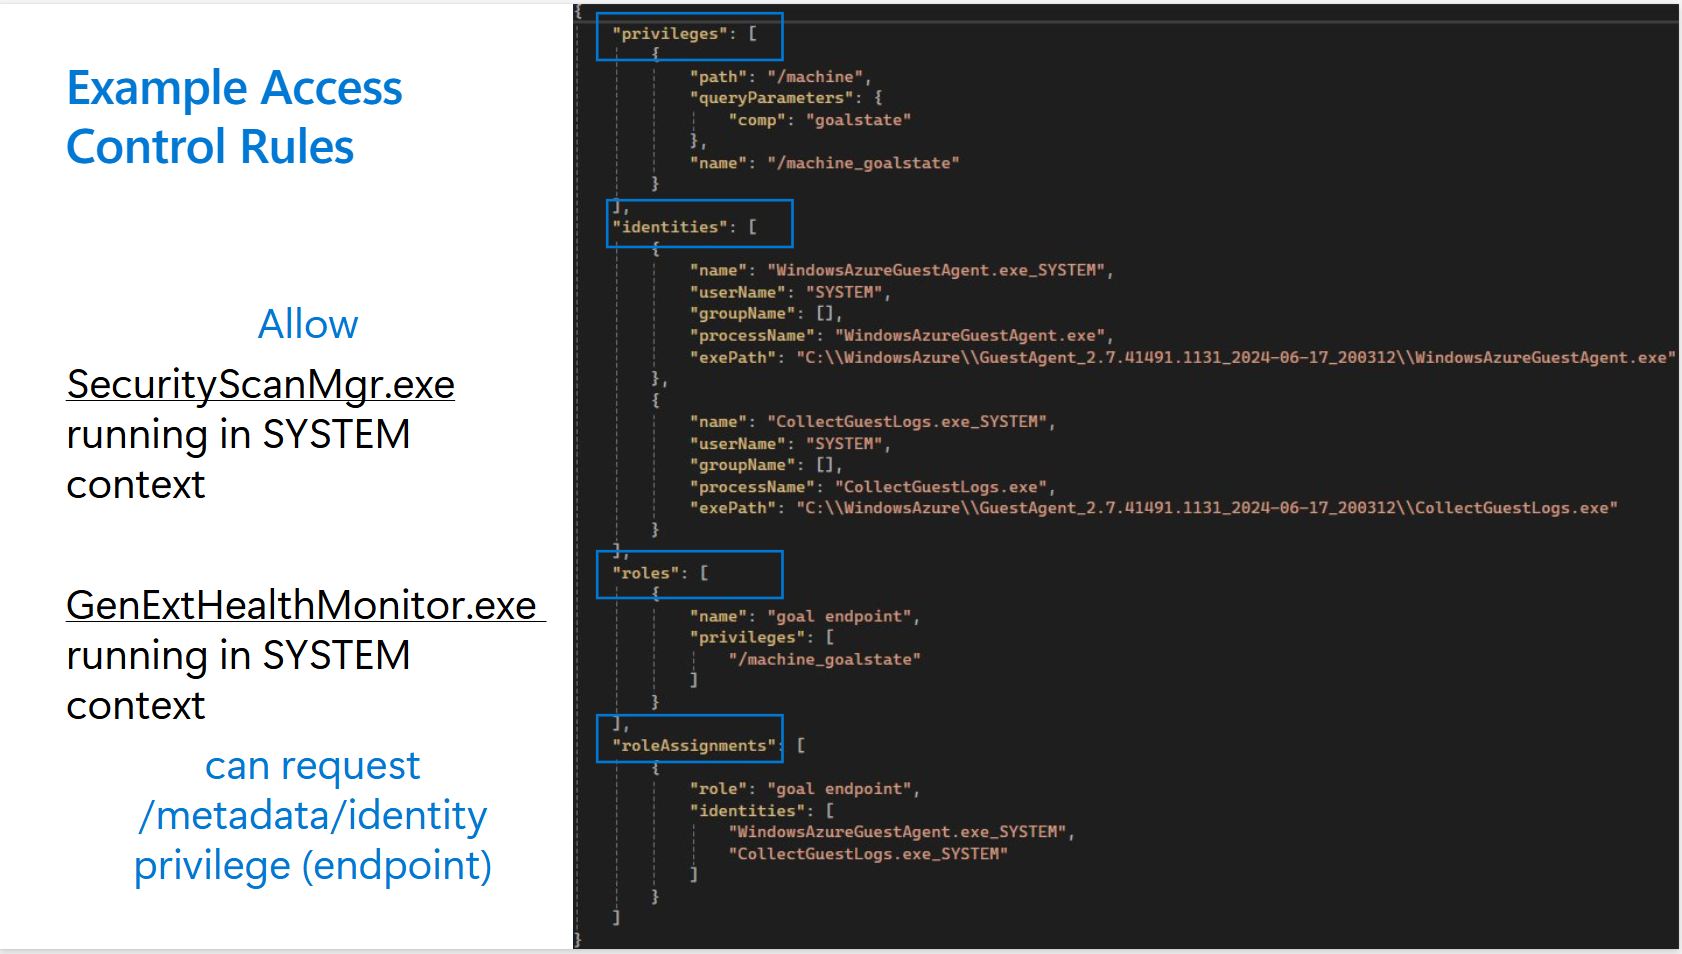 Example Access
Control Rules
Allow
SecurityScanMgr.exe
running in SYSTEM
context
GenExtHealthMonitor.exe
running in SYSTEM
context
can request
/metadata/identity
privilege (endpoint)
{
"privileges": [
{
"path": "/machine",
"queryParameters": {
"comp": "goalstate"
},
"name": "/machine_goalstate"
}
],
"identities": [
{
"name": "WindowsAzureGuestAgent.exe_SYSTEM",
"userName": "SYSTEM",
"groupName": [],
"processName": "WindowsAzureGuestAgent.exe",
"exePath": "C:\\WindowsAzure\\GuestAgent_2.7.41491.1131_2024-06-17_200312\\WindowsAzureGuestAgent.exe"
},
{
"name": "CollectGuestLogs.exe_SYSTEM",
"userName": "SYSTEM",
"groupName": [],
"processName": "CollectGuestLogs.exe",
"exePath": "C:\\WindowsAzure\\GuestAgent_2.7.41491.1131_2024-06-17_200312\\CollectGuestLogs.exe"
}
],
"roles": [
{
"name": "goal endpoint",
"privileges": [
"/machine_goalstate"
]
}
],
"roleAssignments": [
{
"role": "goal endpoint",
"identities": [
"WindowsAzureGuestAgent.exe_SYSTEM",
"CollectGuestLogs.exe_SYSTEM"
]
}
]
}